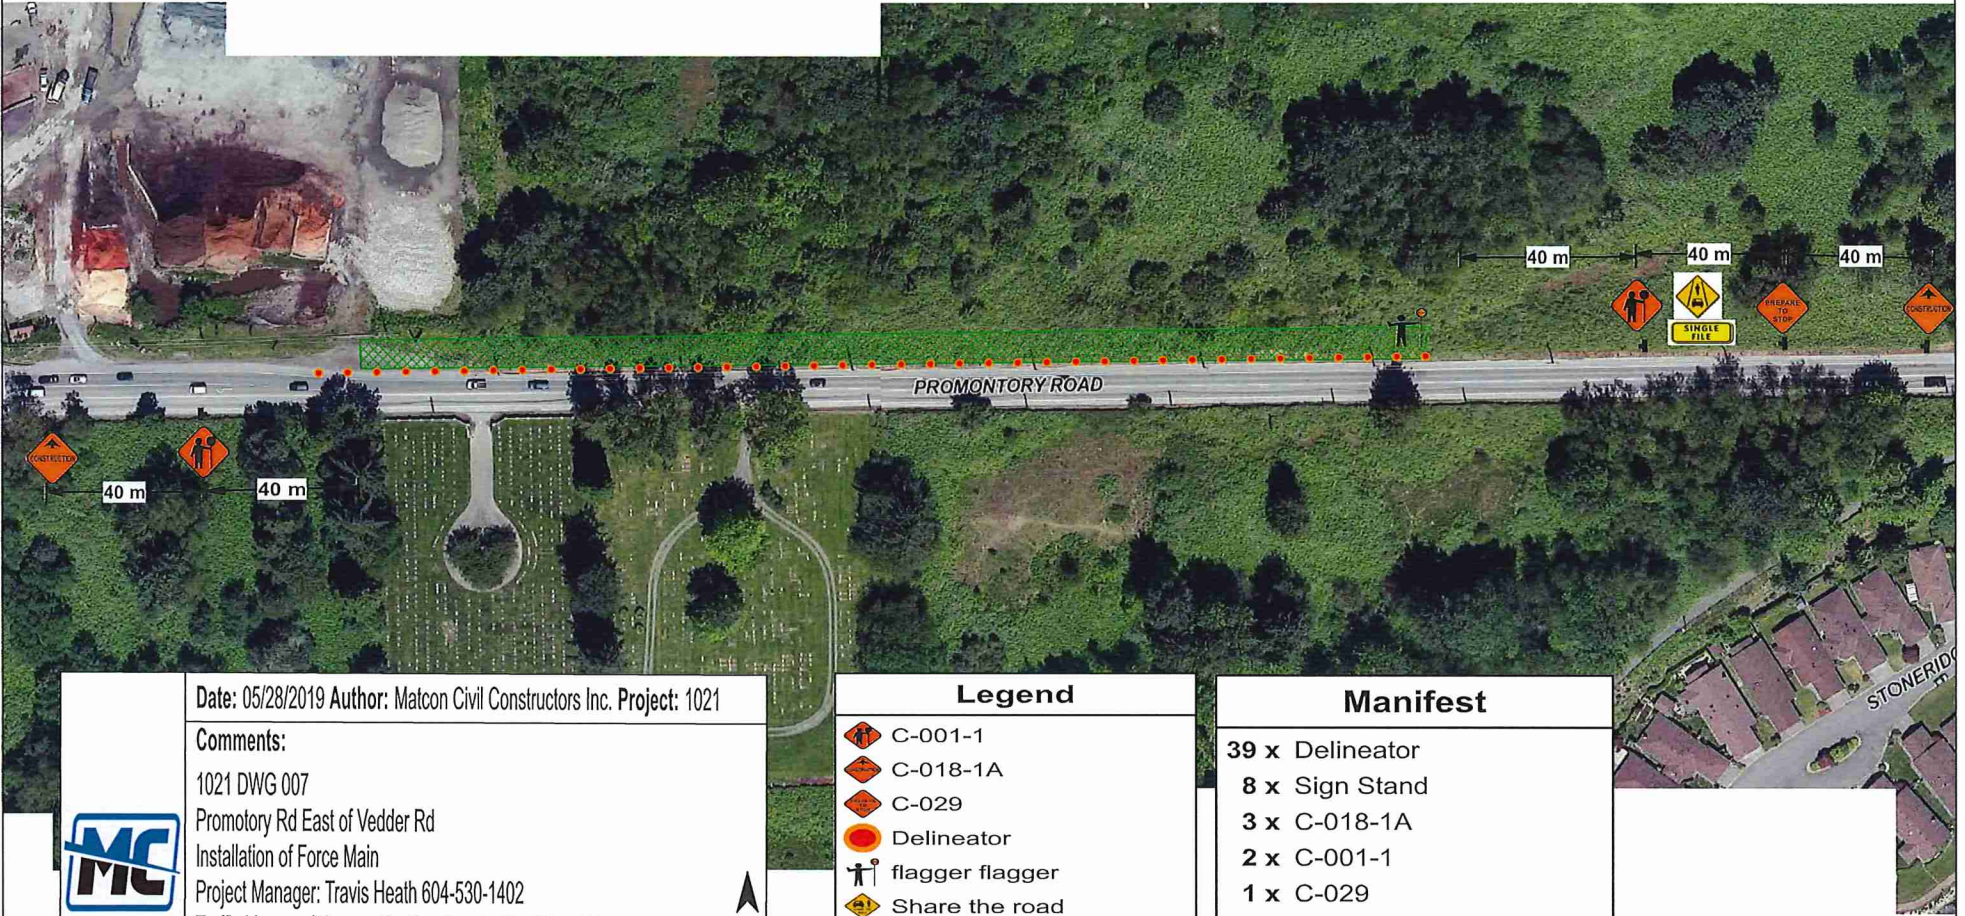 40 m
40 m
40 m
PREPARE TO STOP
CONSTRUCTION
SINGLE FILE
PROMONTORY ROAD
CONSTRUCTION
40 m
40 m
STONERIDG
Date: 05/28/2019 Author: Matcon Civil Constructors Inc. Project: 1021
Comments:
1021 DWG 007
Promotory Rd East of Vedder Rd
Installation of Force Main
Project Manager: Travis Heath 604-530-1402
MC
Legend
C-001-1
C-018-1A
C-029
Delineator
flagger flagger
Share the road
Manifest
39 x Delineator
8 x Sign Stand
3 x C-018-1A
2 x C-001-1
1 x C-029